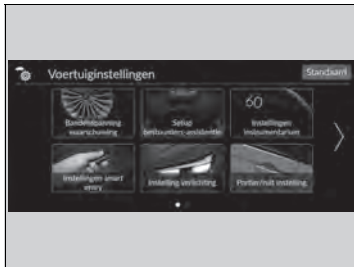 Voertuiginstellingen
Standaard
Bandenspanning
waarschuwing
Setup
bestuurders-assistentie
60
Instellingen
instrumentarium
Instellingen smart
entry
Instelling verlichting
Portier/ruit instelling